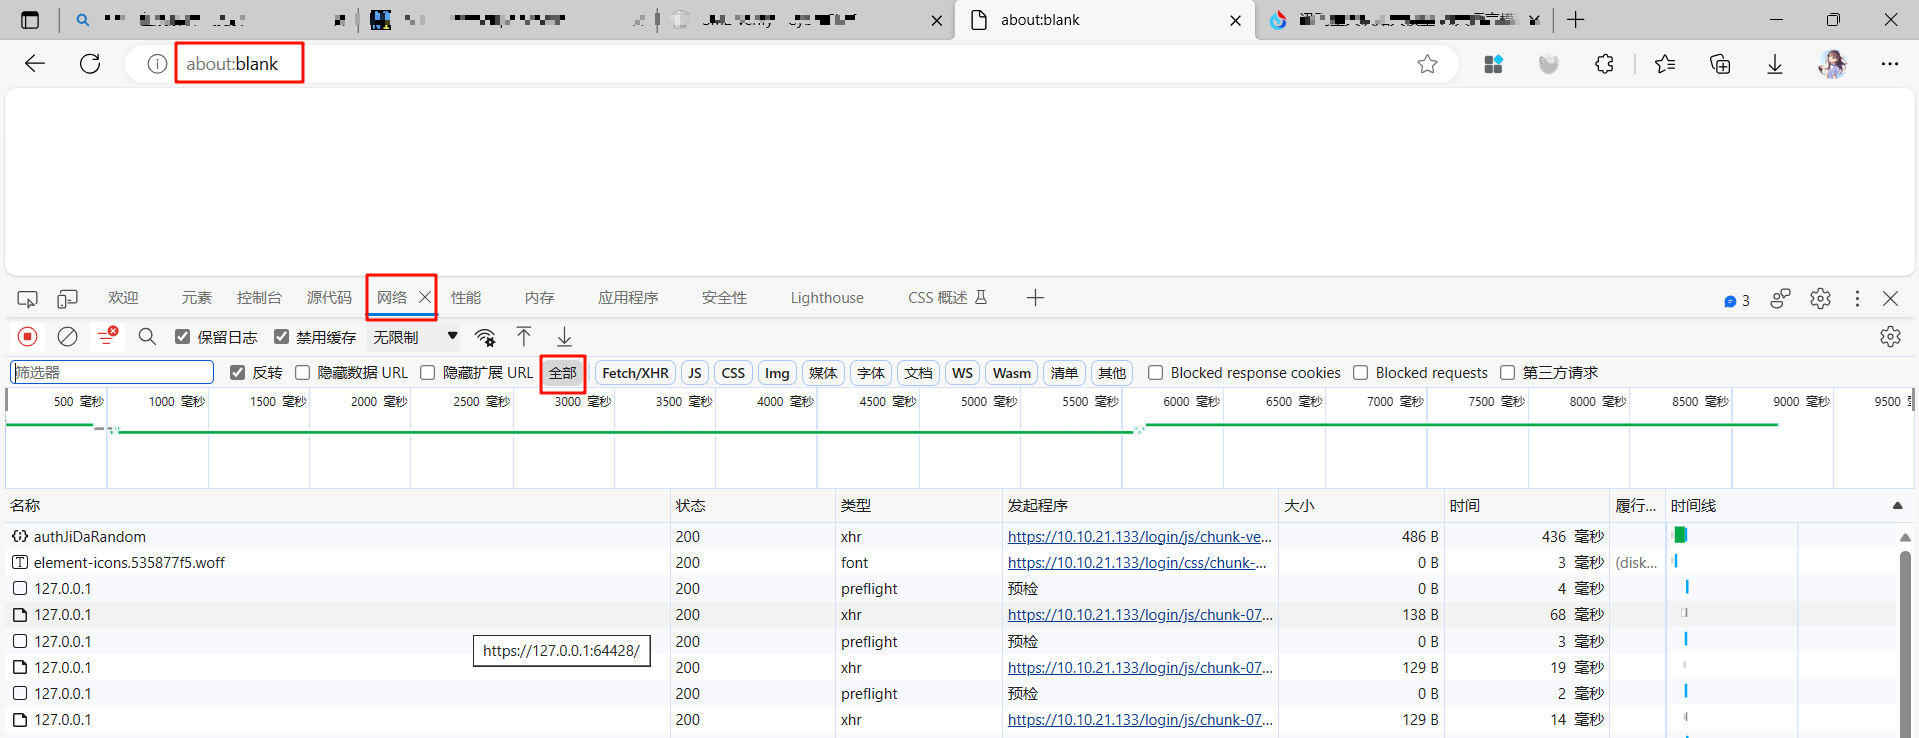 about:blank
about:blank
欢迎 元素 控制台 源代码 网络 性能 内存 应用程序 安全性 Lighthouse CSS 概述 3
保留日志 禁用缓存 无限制
筛选器 反转 隐藏数据 URL 隐藏扩展 URL 全部 Fetch/XHR JS CSS Img 媒体 字体 文档 WS Wasm 清单 其他 Blocked response cookies Blocked requests 第三方请求
500 毫秒 1000 毫秒 1500 毫秒 2000 毫秒 2500 毫秒 3000 毫秒 3500 毫秒 4000 毫秒 4500 毫秒 5000 毫秒 5500 毫秒 6000 毫秒 6500 毫秒 7000 毫秒 7500 毫秒 8000 毫秒 8500 毫秒 9000 毫秒 9500
名称 状态 类型 发起程序 大小 时间 履行... 时间线
authJiDaRandom 200 xhr https://10.10.21.133/login/js/chunk-ve... 486 B 436 毫秒
element-icons.535877f5.woff 200 font https://10.10.21.133/login/css/chunk-... 0 B 3 毫秒 (disk...
127.0.0.1 200 preflight 预检 0 B 4 毫秒
127.0.0.1 200 xhr https://10.10.21.133/login/js/chunk-07... 138 B 68 毫秒
127.0.0.1 200 preflight 预检 0 B 3 毫秒
https://127.0.0.1:64428/
127.0.0.1 200 xhr https://10.10.21.133/login/js/chunk-07... 129 B 19 毫秒
127.0.0.1 200 preflight 预检 0 B 2 毫秒
127.0.0.1 200 xhr https://10.10.21.133/login/js/chunk-07... 129 B 14 毫秒